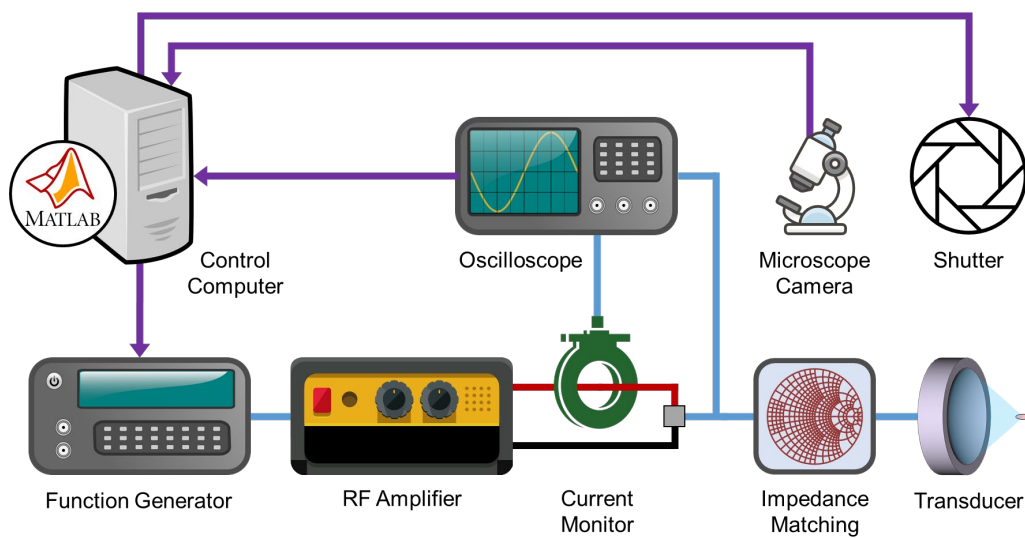 MATLAB
Control
Computer
Oscilloscope
Microscope
Camera
Shutter
Function Generator
RF Amplifier
Current
Monitor
Impedance
Matching
Transducer